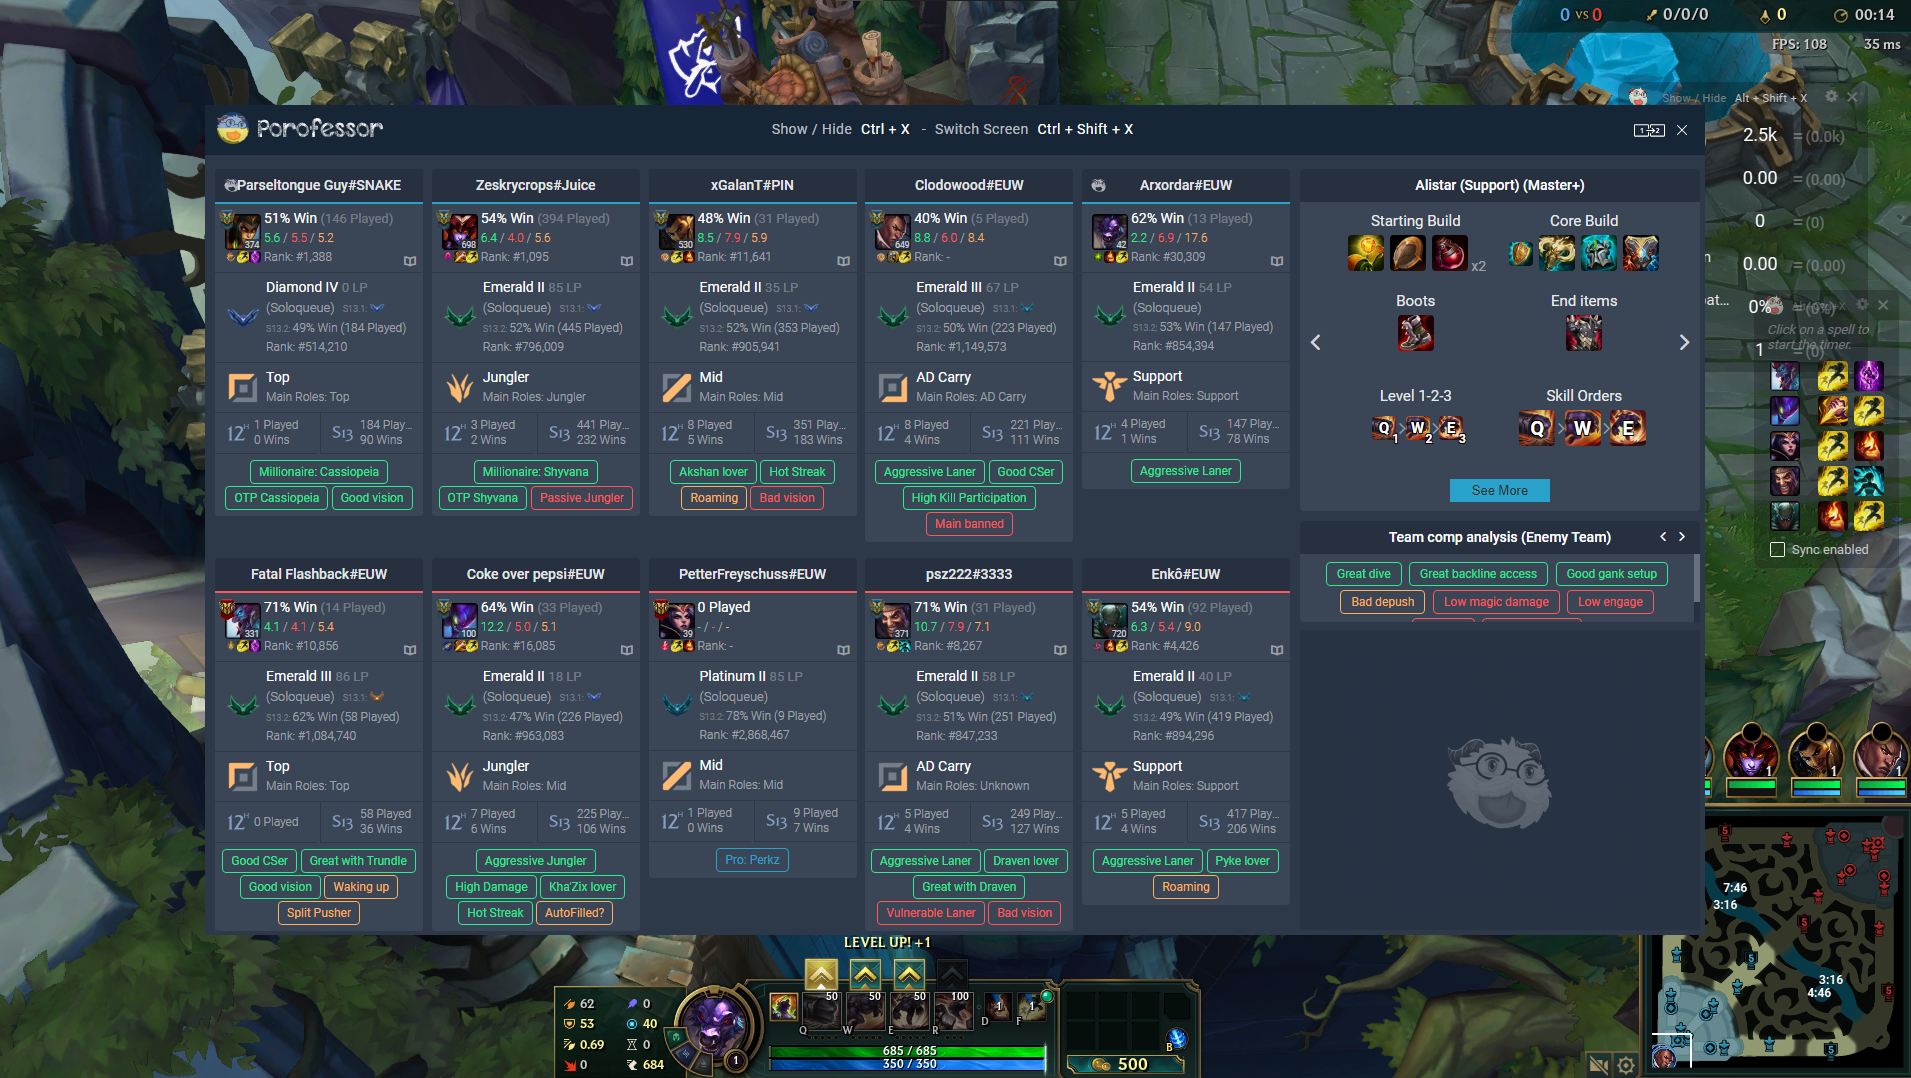 0 vs 0 0/0/0 0 00:14
FPS: 108 35 ms
Show / Hide Alt + Shift + X
Porofessor
Show / Hide Ctrl + X - Switch Screen Ctrl + Shift + X
2.5k =(0.0k)
0.00 =(0.00)
0 =(0)
0.00 =(0.00)
0% =(0%)
1 =(0)
Click on a spell to
start the timer.
Sync enabled
Parseltongue Guy#SNAKE
374
51% Win (146 Played)
5.6 / 5.5 / 5.2
Rank: #1,388
Diamond IV 0 LP
(Soloqueue) S13.1:
S13.2: 49% Win (184 Played)
Rank: #514,210
Top
Main Roles: Top
12H 1 Played
0 Wins
S13 184 Play...
90 Wins
Millionaire: Cassiopeia
OTP Cassiopeia Good vision
Zeskrycrops#Juice
698
54% Win (394 Played)
6.4 / 4.0 / 5.6
Rank: #1,095
Emerald II 85 LP
(Soloqueue) S13.1:
S13.2: 52% Win (445 Played)
Rank: #796,009
Jungler
Main Roles: Jungler
12H 3 Played
2 Wins
S13 441 Play...
232 Wins
Millionaire: Shyvana
OTP Shyvana Passive Jungler
xGalanT#PIN
530
48% Win (31 Played)
8.5 / 7.9 / 5.9
Rank: #11,641
Emerald II 35 LP
(Soloqueue) S13.1:
S13.2: 52% Win (353 Played)
Rank: #905,941
Mid
Main Roles: Mid
12H 8 Played
5 Wins
S13 351 Play...
183 Wins
Akshan lover Hot Streak
Roaming Bad vision
Clodowood#EUW
649
40% Win (5 Played)
8.8 / 6.0 / 8.4
Rank: -
Emerald III 67 LP
(Soloqueue) S13.1:
S13.2: 50% Win (223 Played)
Rank: #1,149,573
AD Carry
Main Roles: AD Carry
12H 8 Played
4 Wins
S13 221 Play...
111 Wins
Aggressive Laner Good CSer
High Kill Participation
Main banned
Arxordar#EUW
42
62% Win (13 Played)
2.2 / 6.9 / 17.6
Rank: #30,309
Emerald II 54 LP
(Soloqueue)
S13.2: 53% Win (147 Played)
Rank: #854,394
Support
Main Roles: Support
12H 4 Played
1 Wins
S13 147 Play...
78 Wins
Aggressive Laner
Alistar (Support) (Master+)
Starting Build Core Build
x2
Boots End items
Level 1-2-3 Skill Orders
Q1 > W2 > E3 Q > W > E
See More
Team comp analysis (Enemy Team)
Great dive Great backline access Good gank setup
Bad depush Low magic damage Low engage
Fatal Flashback#EUW
331
71% Win (14 Played)
4.1 / 4.1 / 5.4
Rank: #10,856
Emerald III 86 LP
(Soloqueue) S13.1:
S13.2: 62% Win (58 Played)
Rank: #1,084,740
Top
Main Roles: Top
12H 0 Played
S13 58 Played
36 Wins
Good CSer Great with Trundle
Good vision Waking up
Split Pusher
Coke over pepsi#EUW
100
64% Win (33 Played)
12.2 / 5.0 / 5.1
Rank: #16,085
Emerald II 18 LP
(Soloqueue) S13.1:
S13.2: 47% Win (226 Played)
Rank: #963,083
Jungler
Main Roles: Mid
12H 7 Played
6 Wins
S13 225 Play...
106 Wins
Aggressive Jungler
High Damage Kha'Zix lover
Hot Streak AutoFilled?
PetterFreyschuss#EUW
39
0 Played
- / - / -
Rank: -
Platinum II 85 LP
(Soloqueue)
S13.2: 78% Win (9 Played)
Rank: #2,868,467
Mid
Main Roles: Mid
12H 1 Played
0 Wins
S13 9 Played
7 Wins
Pro: Perkz
psz222#3333
371
71% Win (31 Played)
10.7 / 7.9 / 7.1
Rank: #8,267
Emerald II 58 LP
(Soloqueue) S13.1:
S13.2: 51% Win (251 Played)
Rank: #847,233
AD Carry
Main Roles: Unknown
12H 5 Played
4 Wins
S13 249 Play...
127 Wins
Aggressive Laner Draven lover
Great with Draven
Vulnerable Laner Bad vision
Enkô#EUW
720
54% Win (92 Played)
6.3 / 5.4 / 9.0
Rank: #4,426
Emerald II 40 LP
(Soloqueue) S13.1:
S13.2: 49% Win (419 Played)
Rank: #894,296
Support
Main Roles: Support
12H 5 Played
4 Wins
S13 417 Play...
206 Wins
Aggressive Laner Pyke lover
Roaming
1 1 1
LEVEL UP! +1
50 50 50 100
Q W E R D F B
1 1
62 0
53 40
0.69 0
0 684
1
685 / 685
350 / 350
500
7:46
3:16
3:16
4:46